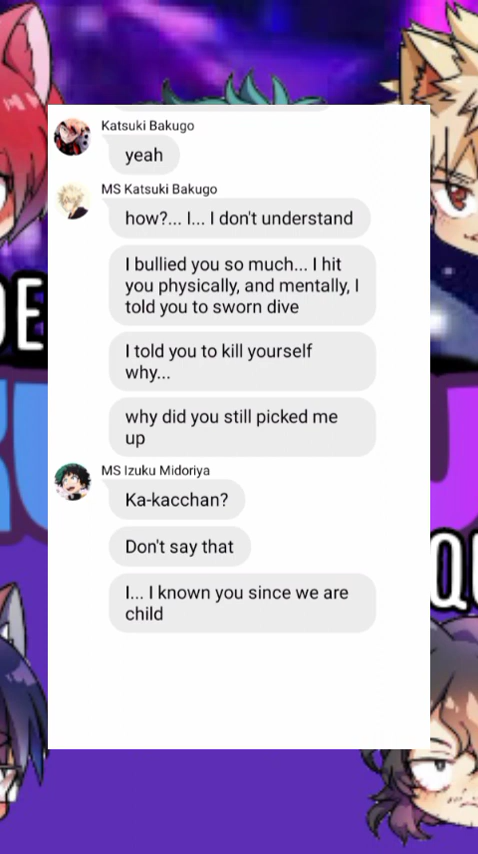 Katsuki Bakugo
yeah
MS Katsuki Bakugo
how?... I... I don't understand
I bullied you so much... I hit
you physically, and mentally, I
told you to sworn dive
I told you to kill yourself
why...
why did you still picked me
up
MS Izuku Midoriya
Ka-kacchan?
Don't say that
I... I known you since we are
child